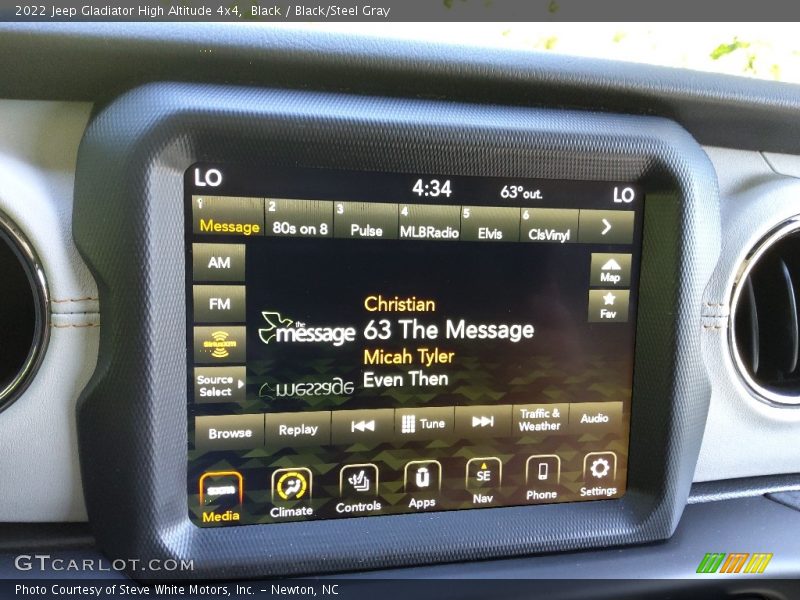 2022 Jeep Gladiator High Altitude 4x4, Black / Black/Steel Gray
LO 4:34 63°out. LO
1 Message 2 80s on 8 3 Pulse 4 MLBRadio 5 Elvis 6 ClsVinyl
AM
FM
SiriusXM
Source Select
Map
Fav
Christian
the message 63 The Message
Micah Tyler
Even Then
Browse Replay Tune Traffic & Weather Audio
Media Climate Controls Apps SE Nav Phone Settings
GTCARLOT.COM
Photo Courtesy of Steve White Motors, Inc. – Newton, NC